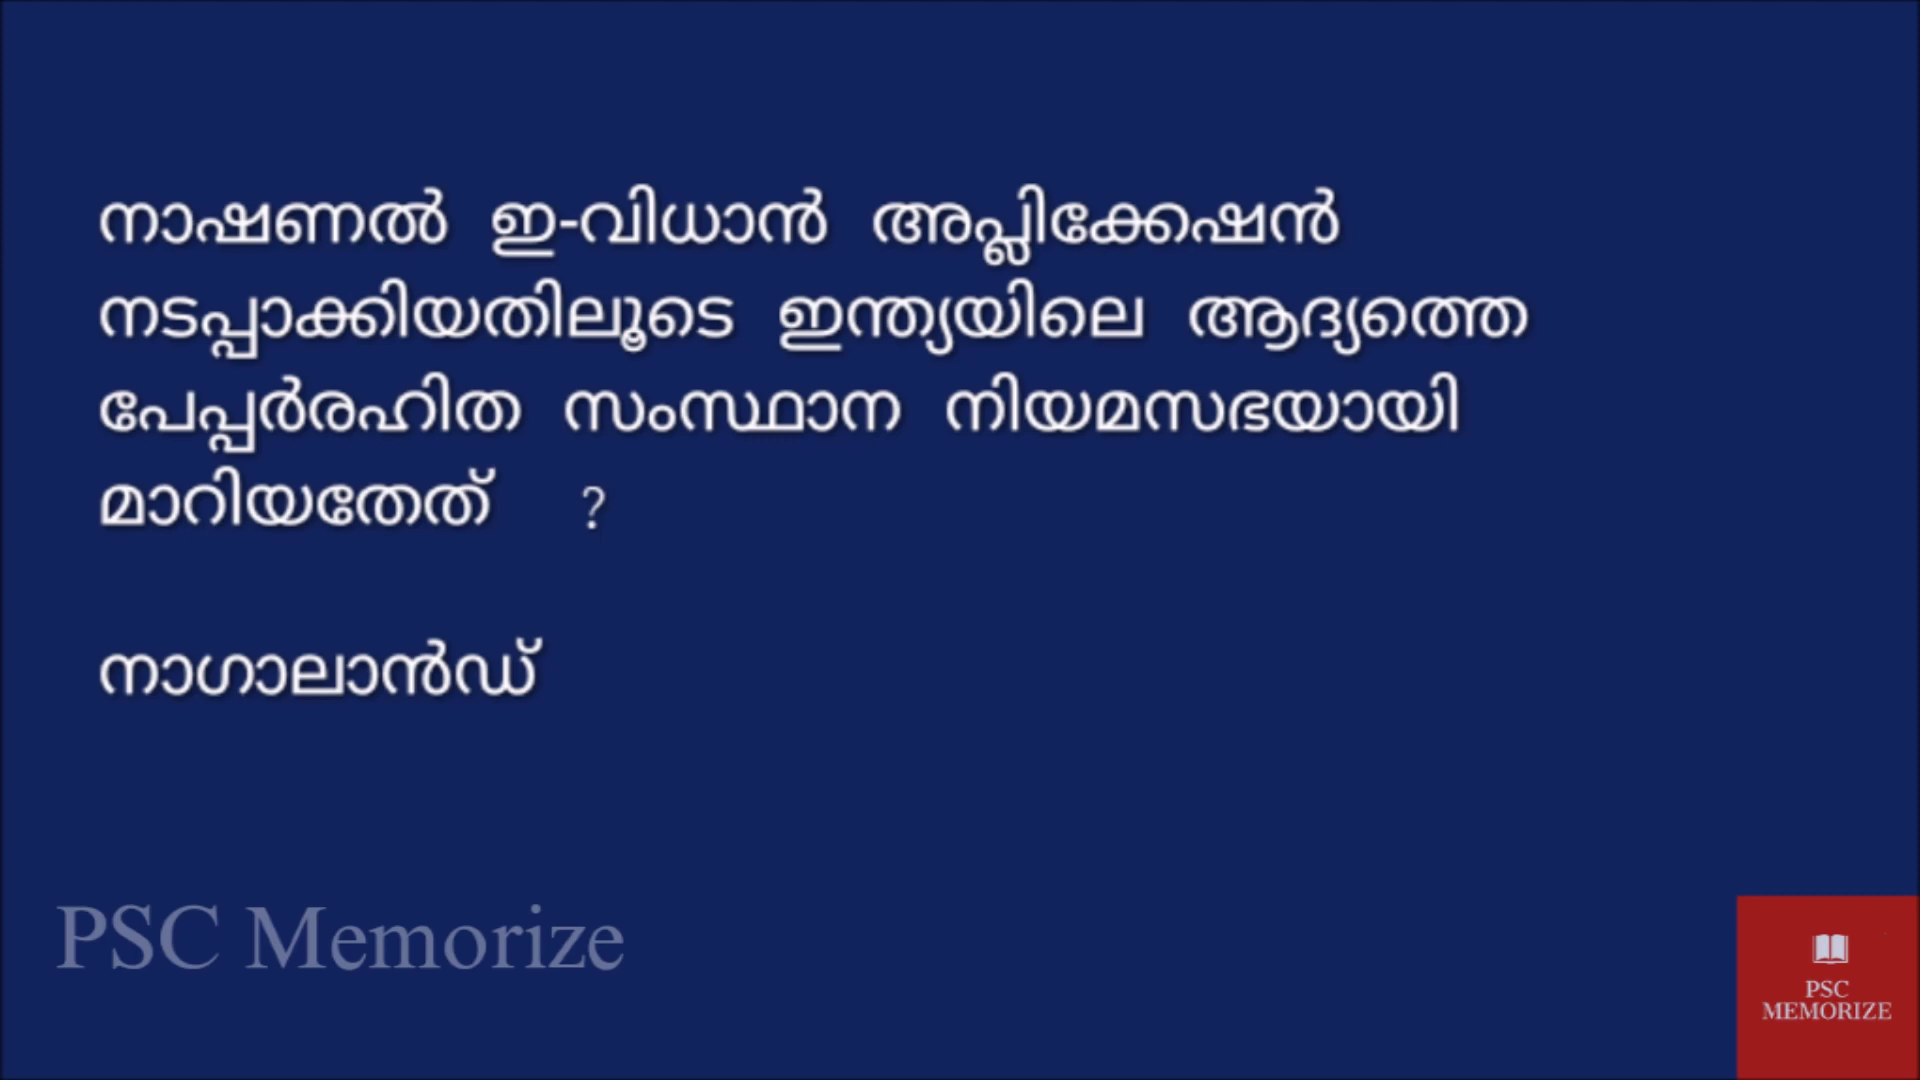 നാഷണൽ ഇ-വിധാൻ അപ്ലിക്കേഷൻ
നടപ്പാക്കിയതിലൂടെ ഇന്ത്യയിലെ ആദ്യത്തെ
പേപ്പർരഹിത സംസ്ഥാന നിയമസഭയായി
മാറിയതേത് ?
നാഗാലാൻഡ്
PSC Memorize
PSC
MEMORIZE